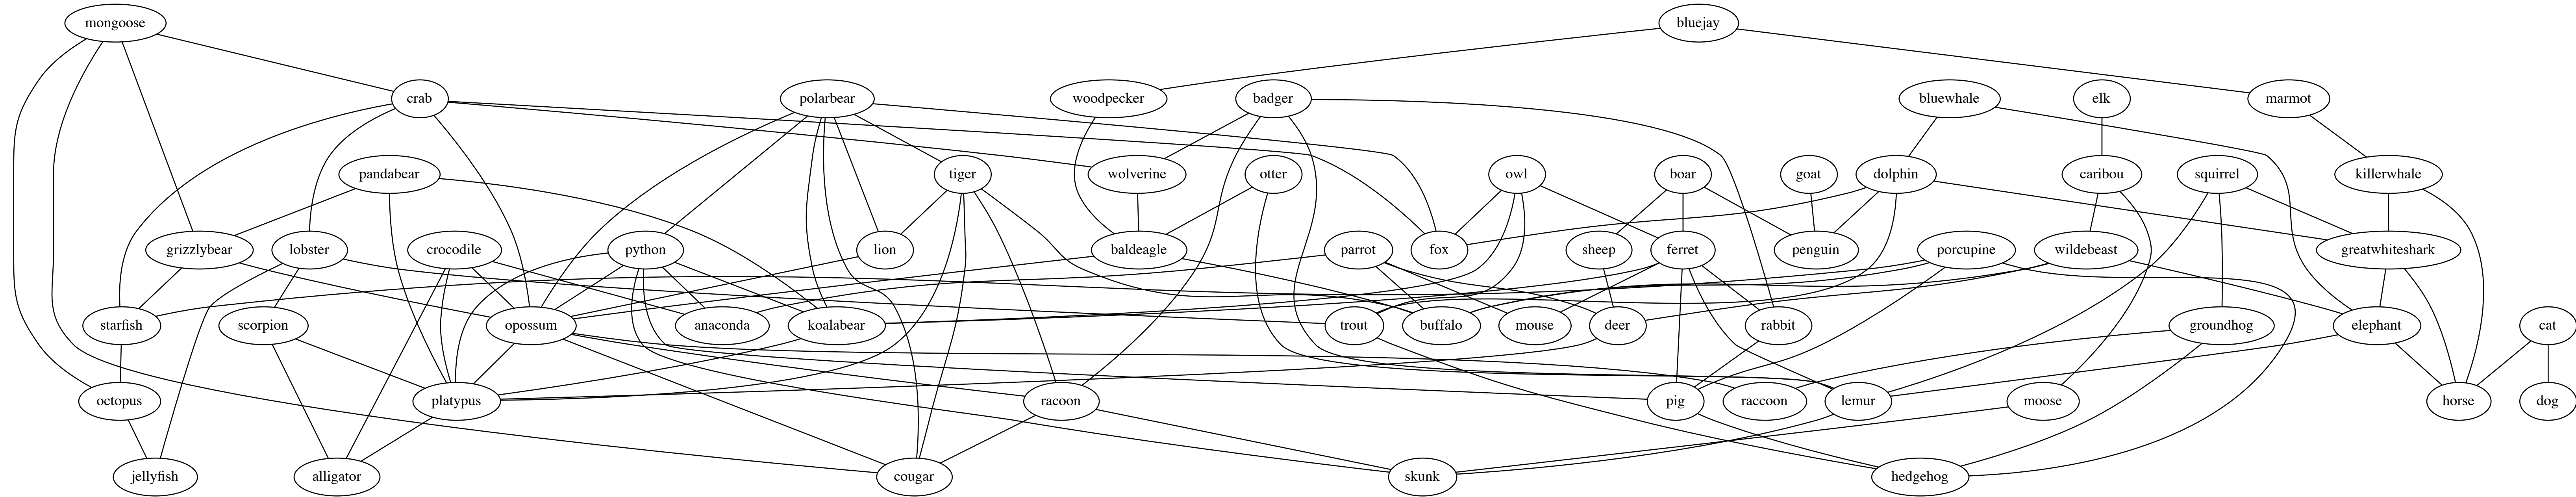 mongoose bluejay
crab polarbear woodpecker badger bluewhale elk marmot
pandabear tiger wolverine otter owl boar goat dolphin caribou squirrel killerwhale
grizzlybear lobster crocodile python lion baldeagle parrot fox sheep ferret penguin porcupine wildebeast greatwhiteshark
starfish scorpion opossum anaconda koalabear trout buffalo mouse deer rabbit groundhog elephant cat
octopus platypus racoon pig raccoon lemur moose horse dog
jellyfish alligator cougar skunk hedgehog